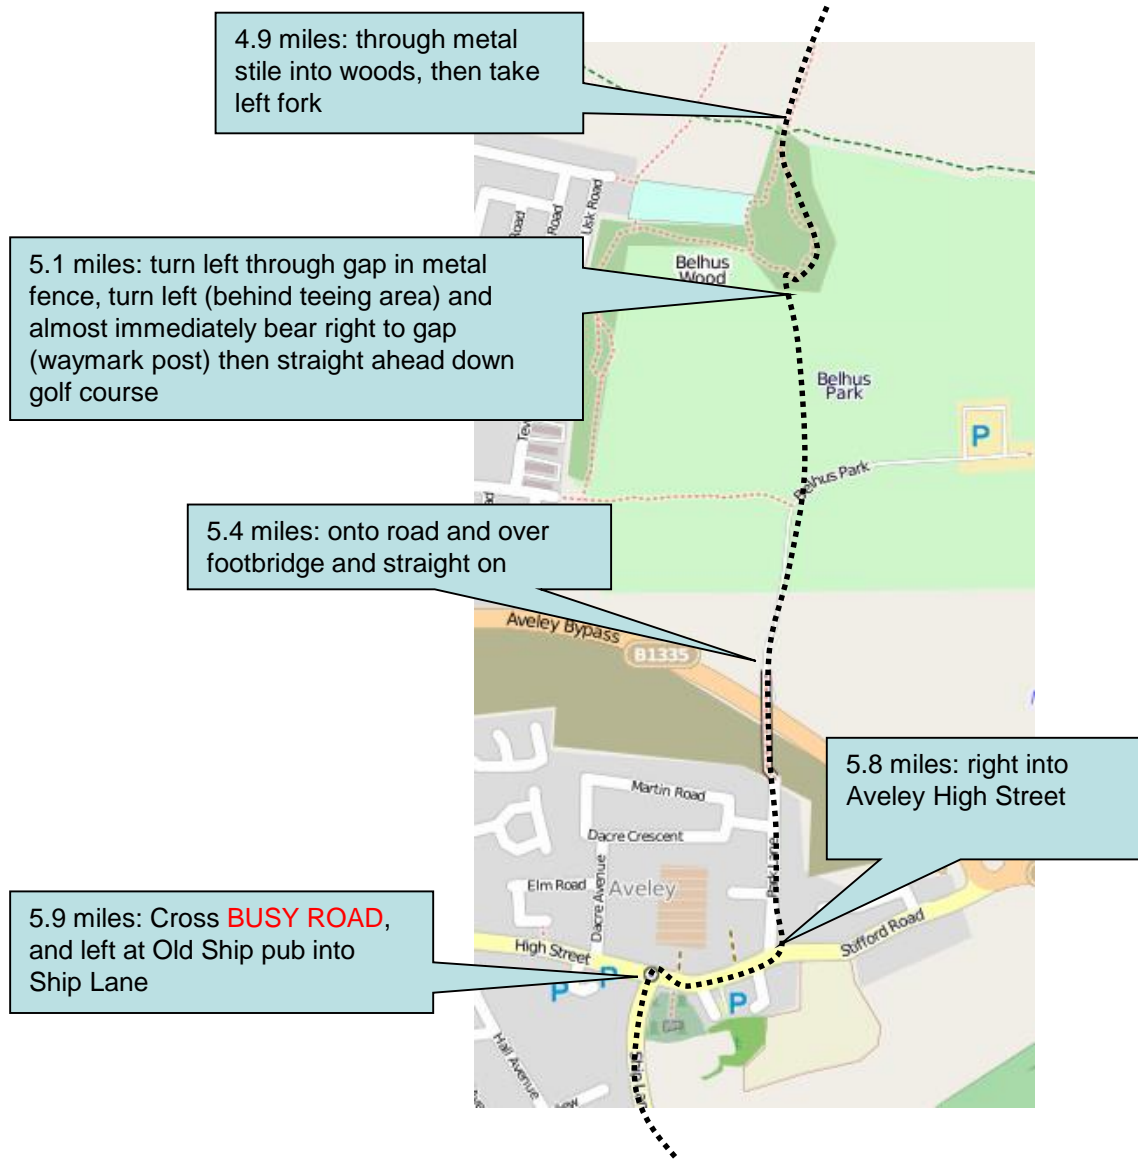 4.9 miles: through metal
stile into woods, then take
left fork
Usk Road
Road
Road
5.1 miles: turn left through gap in metal
fence, turn left (behind teeing area) and
almost immediately bear right to gap
(waymark post) then straight ahead down
golf course
Belhus
Wood
Belhus
Park
P
Belhus Park
5.4 miles: onto road and over
footbridge and straight on
Aveley Bypass
B1335
5.8 miles: right into
Aveley High Street
Martin Road
Dacre Crescent
Park Lane
Elm Road
Dacre Avenue
Aveley
Stifford Road
High Street
5.9 miles: Cross BUSY ROAD,
and left at Old Ship pub into
Ship Lane
P
P
P
Hall Avenue
Ship Lane